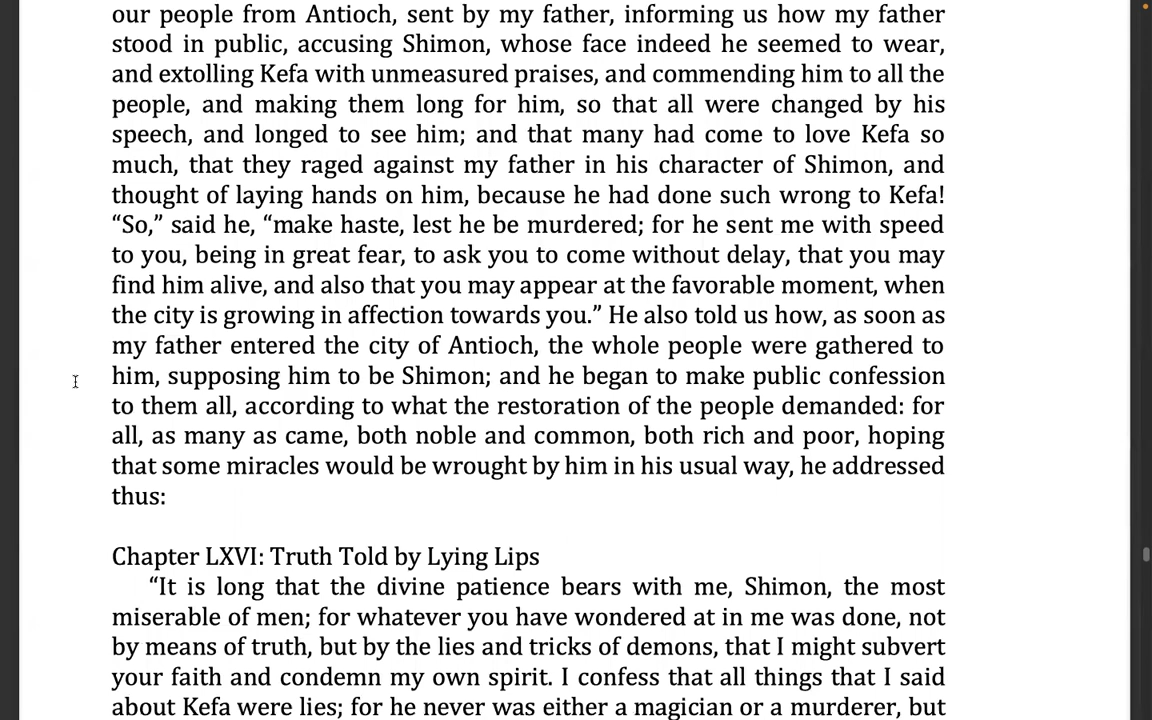 our people from Antioch, sent by my father, informing us how my father
stood in public, accusing Shimon, whose face indeed he seemed to wear,
and extolling Kefa with unmeasured praises, and commending him to all the
people, and making them long for him, so that all were changed by his
speech, and longed to see him; and that many had come to love Kefa so
much, that they raged against my father in his character of Shimon, and
thought of laying hands on him, because he had done such wrong to Kefa!
“So,” said he, “make haste, lest he be murdered; for he sent me with speed
to you, being in great fear, to ask you to come without delay, that you may
find him alive, and also that you may appear at the favorable moment, when
the city is growing in affection towards you.” He also told us how, as soon as
my father entered the city of Antioch, the whole people were gathered to
him, supposing him to be Shimon; and he began to make public confession
to them all, according to what the restoration of the people demanded: for
all, as many as came, both noble and common, both rich and poor, hoping
that some miracles would be wrought by him in his usual way, he addressed
thus:
Chapter LXVI: Truth Told by Lying Lips
“It is long that the divine patience bears with me, Shimon, the most
miserable of men; for whatever you have wondered at in me was done, not
by means of truth, but by the lies and tricks of demons, that I might subvert
your faith and condemn my own spirit. I confess that all things that I said
about Kefa were lies; for he never was either a magician or a murderer, but